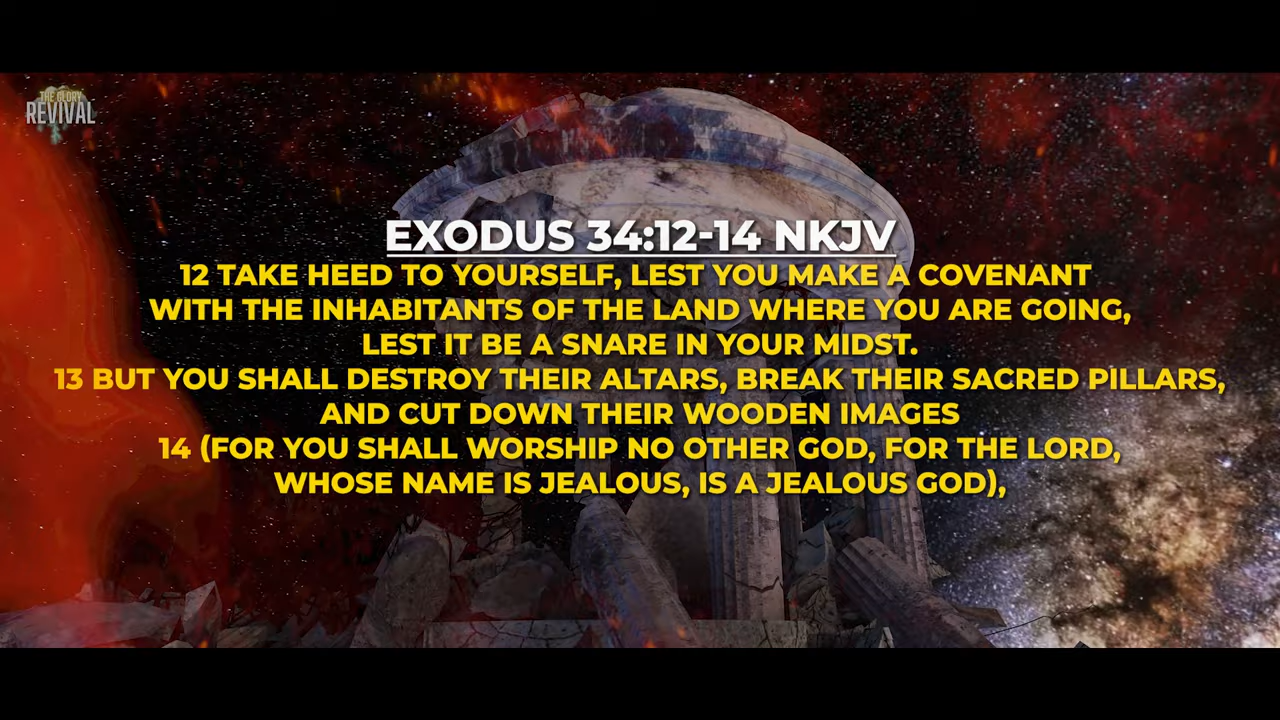 THE GLORY
REVIVAL
EXODUS 34:12-14 NKJV
12 TAKE HEED TO YOURSELF, LEST YOU MAKE A COVENANT
WITH THE INHABITANTS OF THE LAND WHERE YOU ARE GOING,
LEST IT BE A SNARE IN YOUR MIDST.
13 BUT YOU SHALL DESTROY THEIR ALTARS, BREAK THEIR SACRED PILLARS,
AND CUT DOWN THEIR WOODEN IMAGES
14 (FOR YOU SHALL WORSHIP NO OTHER GOD, FOR THE LORD,
WHOSE NAME IS JEALOUS, IS A JEALOUS GOD),